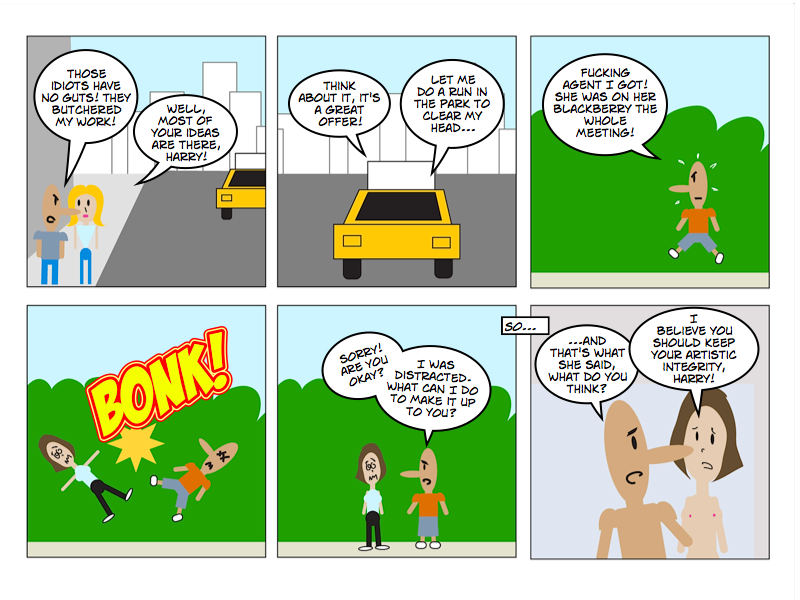 THOSE
IDIOTS HAVE
NO GUTS! THEY
BUTCHERED
MY WORK!
WELL,
MOST OF
YOUR IDEAS
ARE THERE,
HARRY!
THINK
ABOUT IT, IT'S
A GREAT
OFFER!
LET ME
DO A RUN IN
THE PARK TO
CLEAR MY
HEAD...
FUCKING
AGENT I GOT!
SHE WAS ON HER
BLACKBERRY THE
WHOLE
MEETING!
BONK!
SORRY!
ARE YOU
OKAY?
I WAS
DISTRACTED.
WHAT CAN I DO
TO MAKE IT UP
TO YOU?
SO...
...AND
THAT'S WHAT
SHE SAID,
WHAT DO YOU
THINK?
I
BELIEVE YOU
SHOULD KEEP
YOUR ARTISTIC
INTEGRITY,
HARRY!